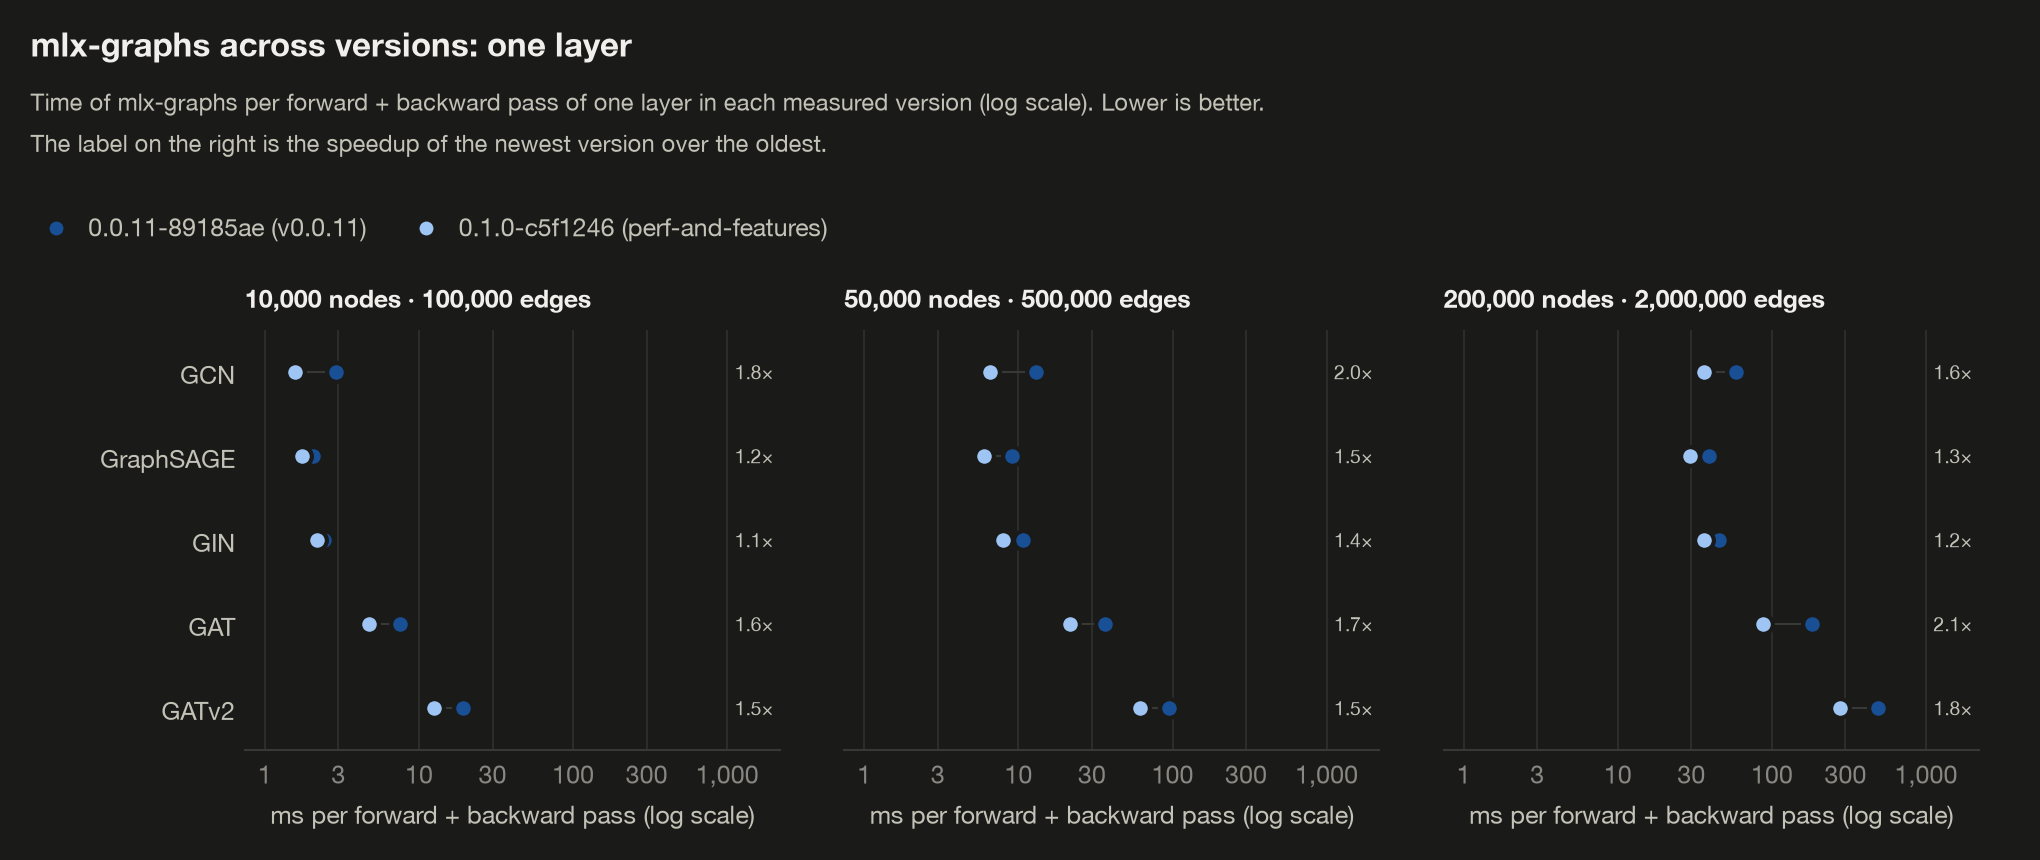 mlx-graphs across versions: one layer
Time of mlx-graphs per forward + backward pass of one layer in each measured version (log scale). Lower is better.
The label on the right is the speedup of the newest version over the oldest.
0.0.11-89185ae (v0.0.11)
0.1.0-c5f1246 (perf-and-features)
10,000 nodes · 100,000 edges
50,000 nodes · 500,000 edges
200,000 nodes · 2,000,000 edges
GCN 1.8× 2.0× 1.6×
GraphSAGE 1.2× 1.5× 1.3×
GIN 1.1× 1.4× 1.2×
GAT 1.6× 1.7× 2.1×
GATv2 1.5× 1.5× 1.8×
1 3 10 30 100 300 1,000
1 3 10 30 100 300 1,000
1 3 10 30 100 300 1,000
ms per forward + backward pass (log scale)
ms per forward + backward pass (log scale)
ms per forward + backward pass (log scale)